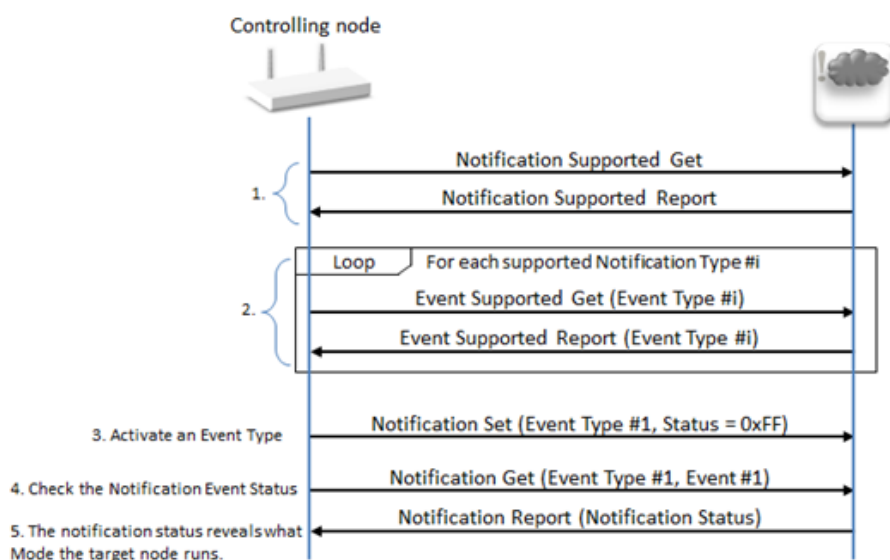 Controlling node
!
Notification Supported Get
1.
Notification Supported Report
Loop
For each supported Notification Type #i
Event Supported Get (Event Type #i)
2.
Event Supported Report (Event Type #i)
Notification Set (Event Type #1, Status = 0xFF)
3. Activate an Event Type
Notification Get (Event Type #1, Event #1)
4. Check the Notification Event Status
Notification Report (Notification Status)
5. The notification status reveals what
Mode the target node runs.